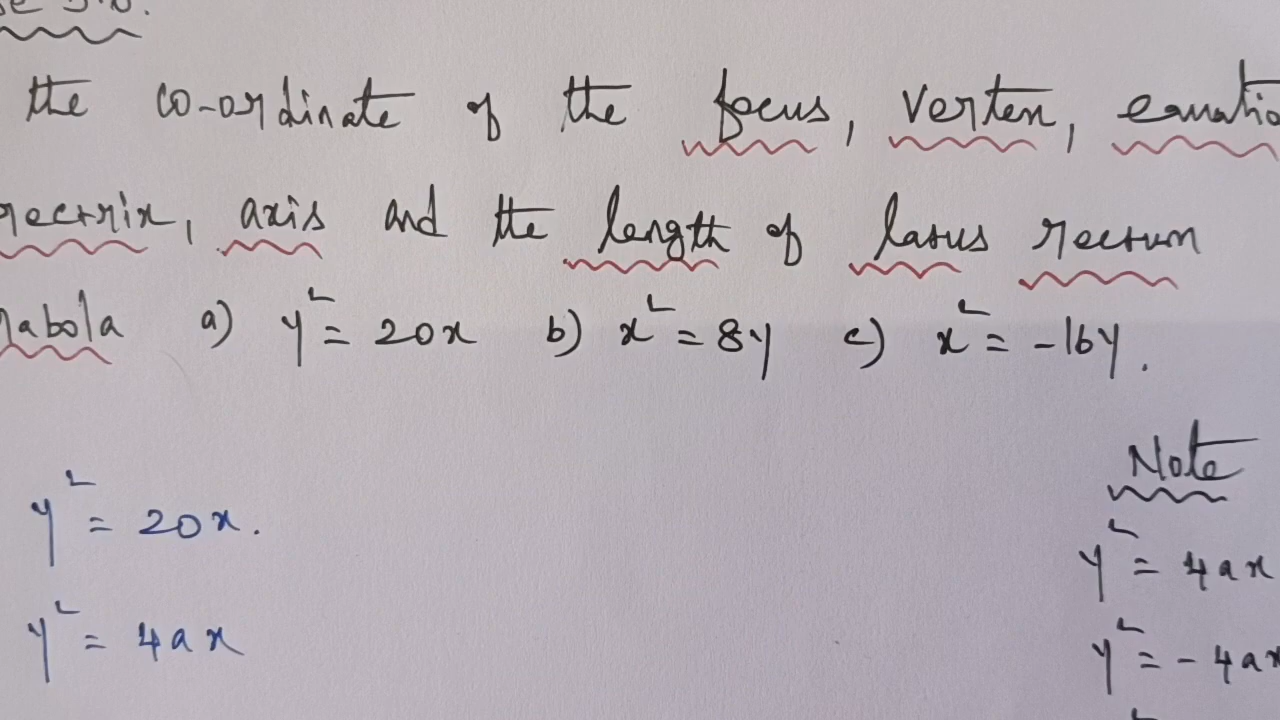 the co-ordinate of the focus, vertex, equatio
rectrix, axis and the length of latus rectum
rabola a) y² = 20x b) x² = 8y c) x² = -16y.
Note
y² = 20x.
y² = 4ax
y² = 4ax
y² = -4ax